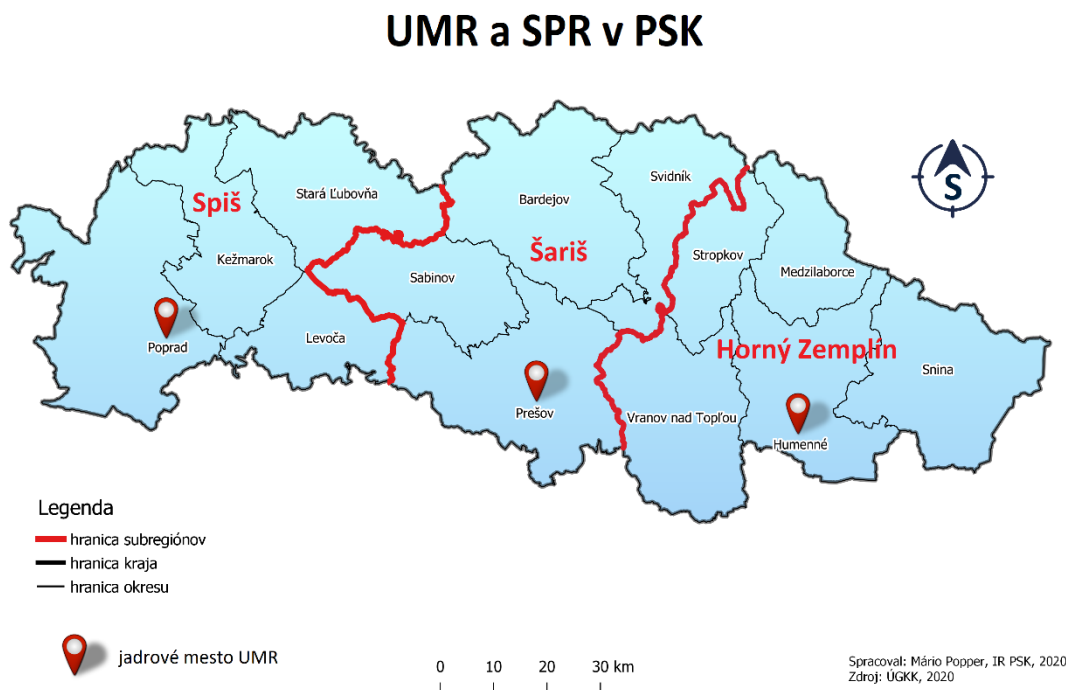 UMR a SPR v PSK
Svidník
Stará Ľubovňa
Bardejov
Spiš
Šariš
Stropkov
Kežmarok
Sabinov
Medzilaborce
S
Levoča
Poprad
Horný Zemplín
Snina
Prešov
Vranov nad Topľou
Humenné
Legenda
hranica subregiónov
hranica kraja
hranica okresu
jadrové mesto UMR
0 10 20 30 km
Spracoval: Mário Popper, IR PSK, 2020
Zdroj: ÚGKK, 2020